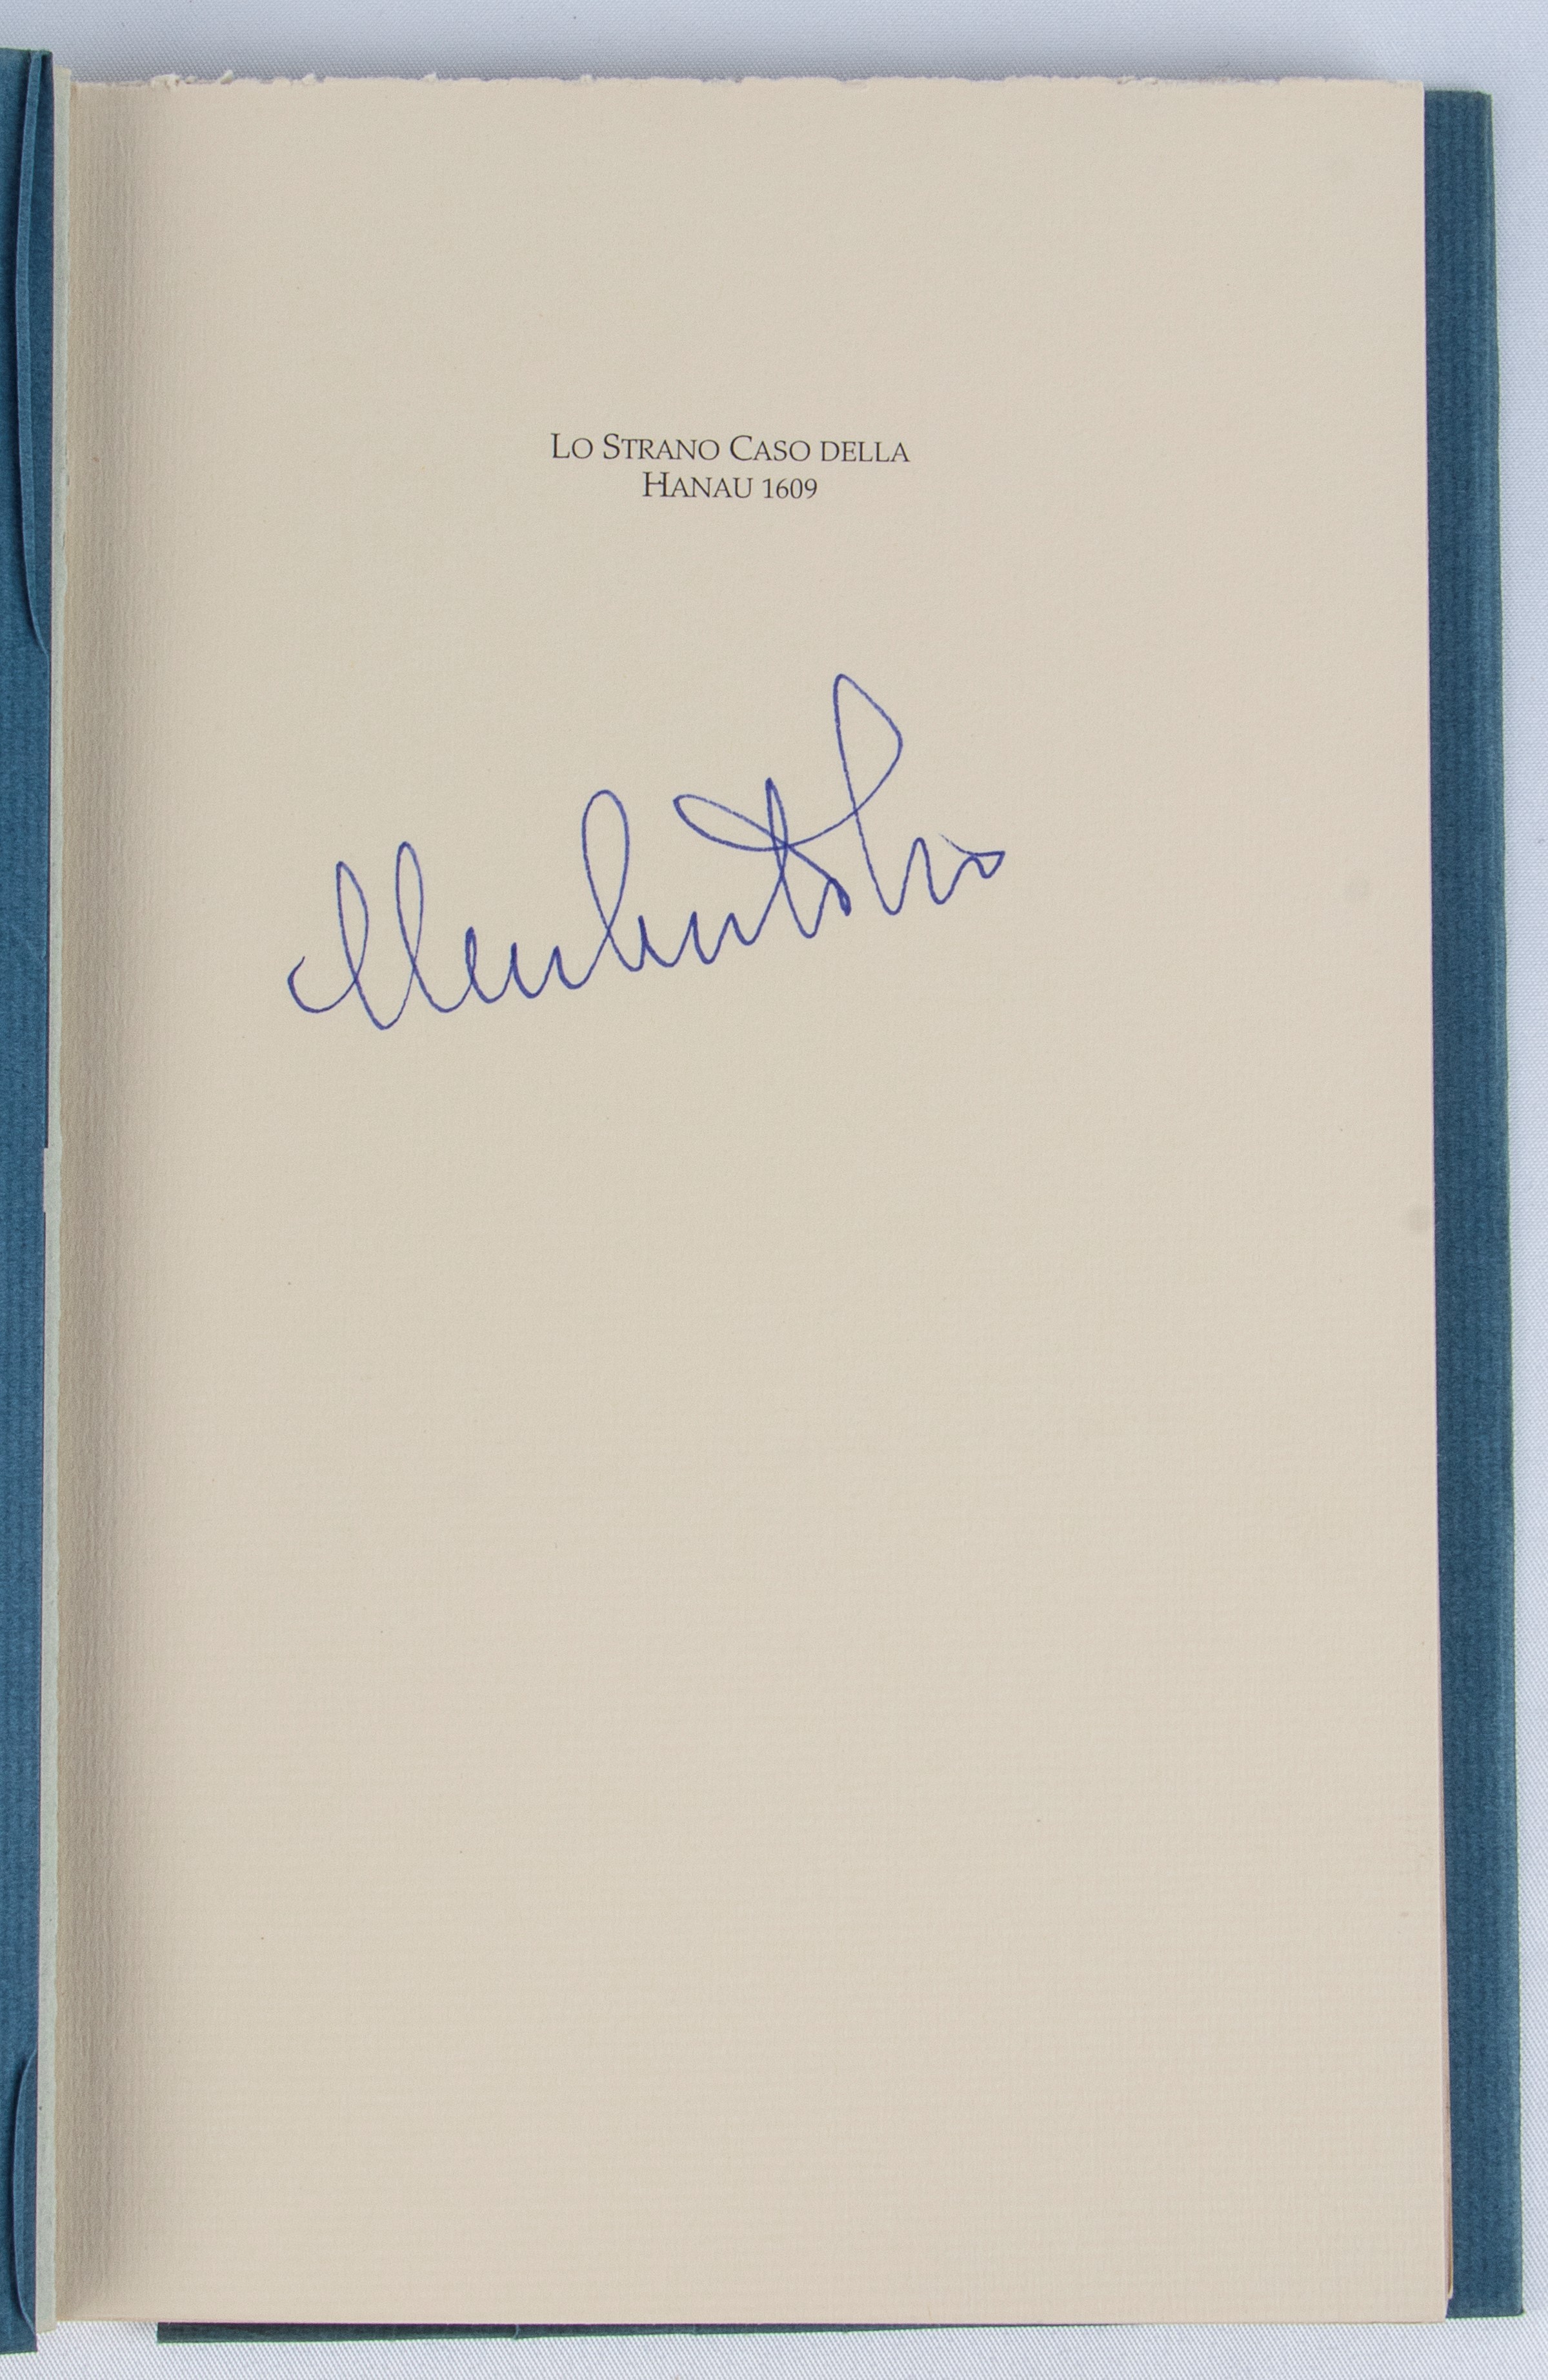 LO STRANO CASO DELLA
HANAU 1609